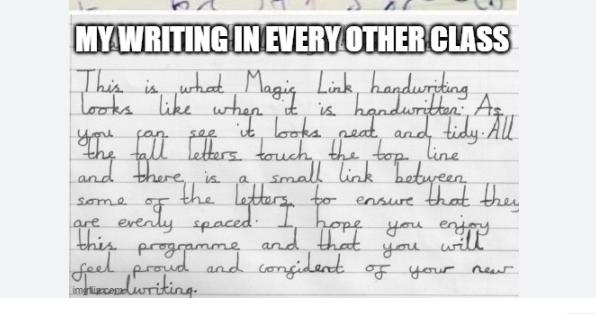 MY WRITING IN EVERY OTHER CLASS
This is what Magic Link handwriting
looks like when it is handwritten. As
you can see it looks neat and tidy. All
the tall letters touch the top line
and there is a small link between
some of the letters to ensure that they
are evenly spaced. I hope you enjoy
this programme and that you will
feel proud and confident of your new
handwriting.